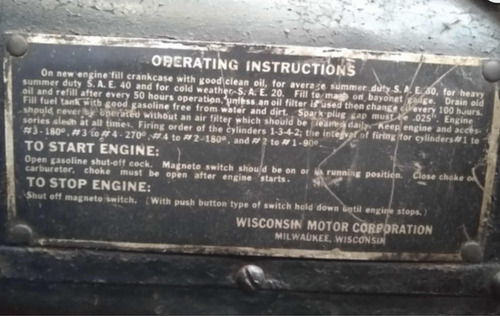 OPERATING INSTRUCTIONS
On new engine fill crankcase with good clean oil, for average summer duty S.A.E. 30, for heavy
summer duty S.A.E. 40 and for cold weather S.A.E. 20. Fill to mark on bayonet gauge. Drain old
oil and refill after every 50 hours operation, unless an oil filter is used then change every 100 hours.
Fill fuel tank with good gasoline free from water and dirt. Spark plug gap must be .025". Engine
should never be operated without an air filter which should be cleaned daily. Keep engine and acces-
sories clean at all times. Firing order of the cylinders 1-3-4-2; the interval of firing for cylinders #1 to
#3-180°, #3 to #4-270°, #4 to #2-180°, and #2 to #1-90°.
TO START ENGINE:
Open gasoline shut-off cock. Magneto switch should be on or in running position. Close choke on
carburetor, choke must be open after engine starts.
TO STOP ENGINE:
Shut off magneto switch. (With push button type of switch hold down until engine stops.)
WISCONSIN MOTOR CORPORATION
MILWAUKEE, WISCONSIN